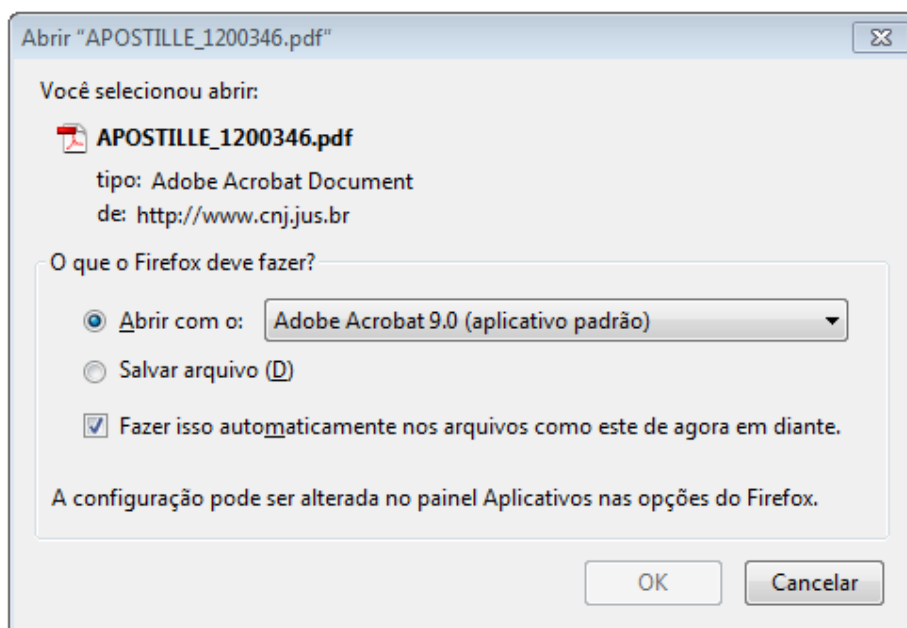 Abrir “APOSTILLE_1200346.pdf”
Você selecionou abrir:
APOSTILLE_1200346.pdf
tipo: Adobe Acrobat Document
de: http://www.cnj.jus.br
O que o Firefox deve fazer?
Abrir com o: Adobe Acrobat 9.0 (aplicativo padrão)
Salvar arquivo (D)
Fazer isso automaticamente nos arquivos como este de agora em diante.
A configuração pode ser alterada no painel Aplicativos nas opções do Firefox.
OK Cancelar